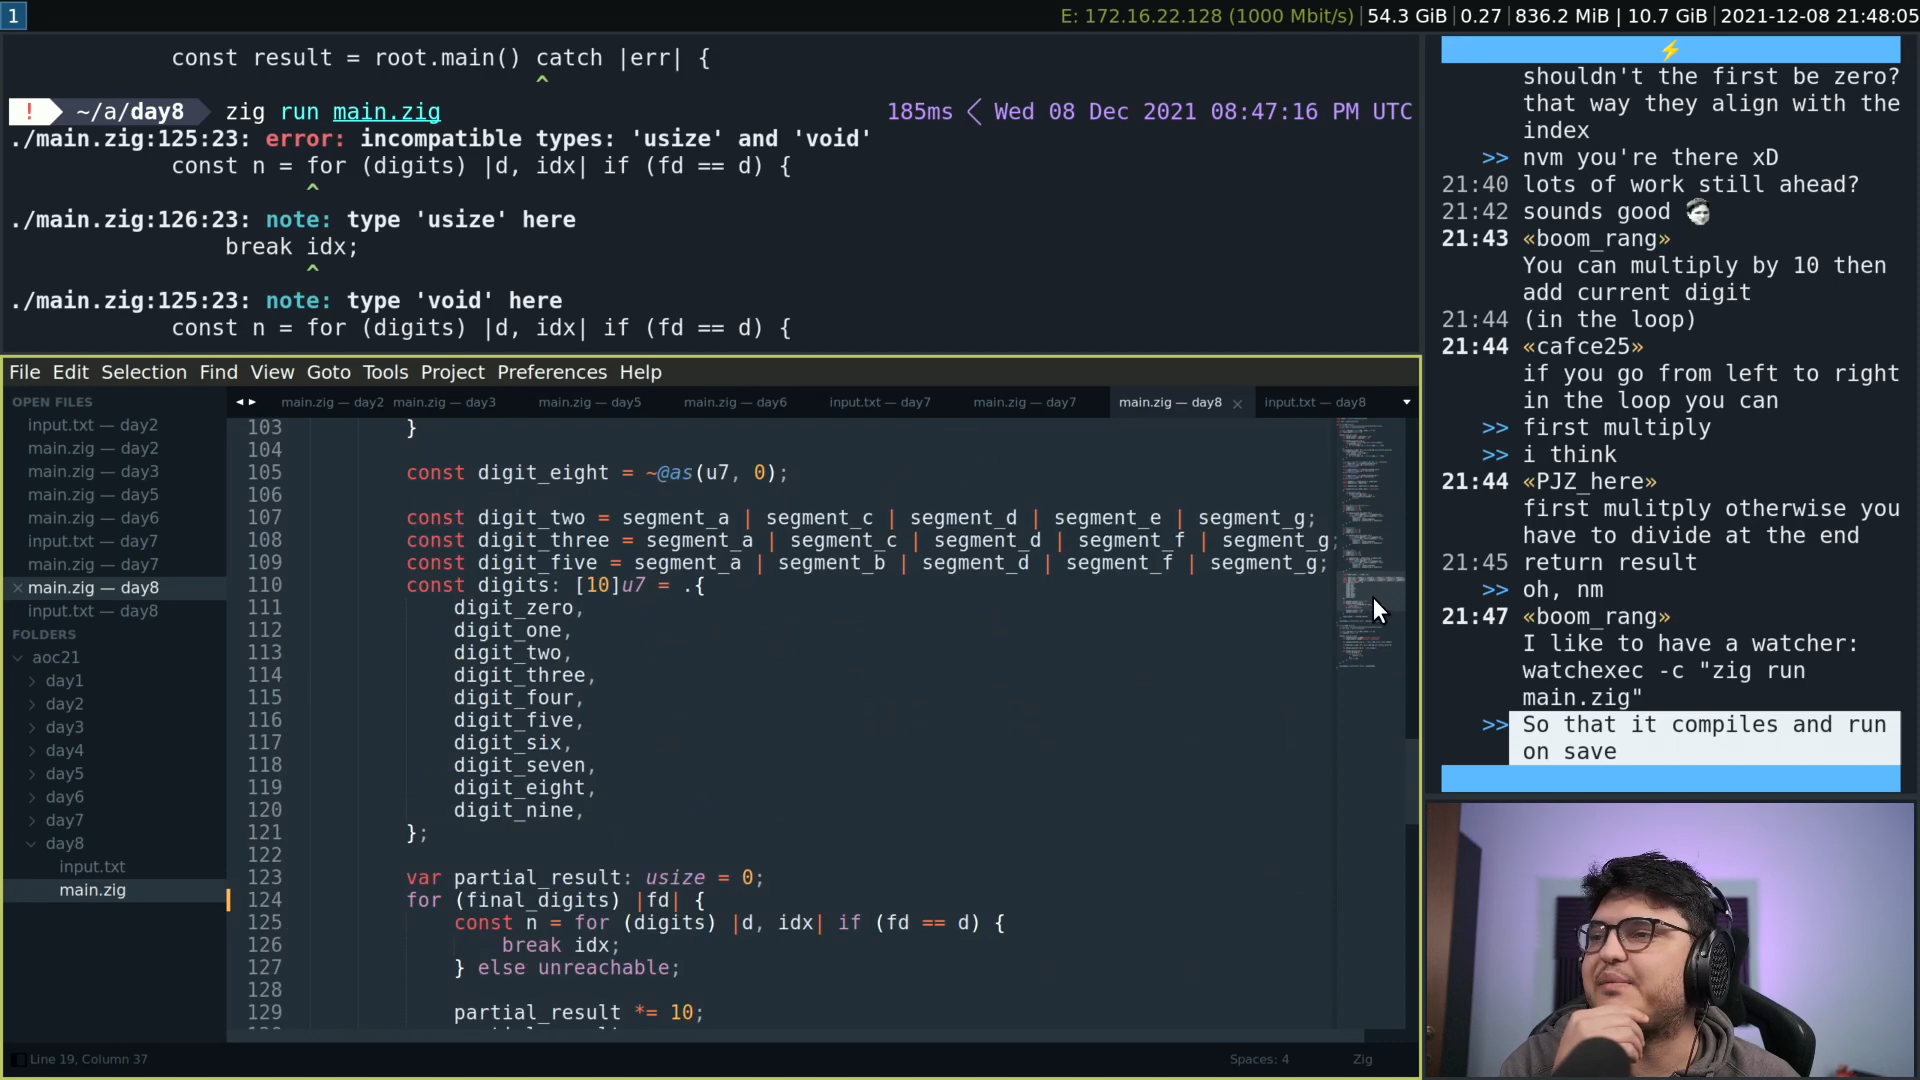 1
E: 172.16.22.128 (1000 Mbit/s)|54.3 GiB|0.27|836.2 MiB | 10.7 GiB|2021-12-08 21:48:05
const result = root.main() catch |err| {
^
! ~/a/day8 zig run main.zig 185ms < Wed 08 Dec 2021 08:47:16 PM UTC
./main.zig:125:23: error: incompatible types: 'usize' and 'void'
const n = for (digits) |d, idx| if (fd == d) {
^
./main.zig:126:23: note: type 'usize' here
break idx;
^
./main.zig:125:23: note: type 'void' here
const n = for (digits) |d, idx| if (fd == d) {
File Edit Selection Find View Goto Tools Project Preferences Help
OPEN FILES
input.txt — day2
main.zig — day2
main.zig — day3
main.zig — day5
main.zig — day6
input.txt — day7
main.zig — day7
main.zig — day8
input.txt — day8
FOLDERS
aoc21
day1
day2
day3
day4
day5
day6
day7
day8
input.txt
main.zig
main.zig — day2 main.zig — day3 main.zig — day5 main.zig — day6 input.txt — day7 main.zig — day7 main.zig — day8 input.txt — day8
103 }
104
105 const digit_eight = ~@as(u7, 0);
106
107 const digit_two = segment_a | segment_c | segment_d | segment_e | segment_g;
108 const digit_three = segment_a | segment_c | segment_d | segment_f | segment_g;
109 const digit_five = segment_a | segment_b | segment_d | segment_f | segment_g;
110 const digits: [10]u7 = .{
111 digit_zero,
112 digit_one,
113 digit_two,
114 digit_three,
115 digit_four,
116 digit_five,
117 digit_six,
118 digit_seven,
119 digit_eight,
120 digit_nine,
121 };
122
123 var partial_result: usize = 0;
124 for (final_digits) |fd| {
125 const n = for (digits) |d, idx| if (fd == d) {
126 break idx;
127 } else unreachable;
128
129 partial_result *= 10;
Line 19, Column 37
Spaces: 4 Zig
shouldn't the first be zero?
that way they align with the
index
>> nvm you're there xD
21:40 lots of work still ahead?
21:42 sounds good
21:43 «boom_rang»
You can multiply by 10 then
add current digit
21:44 (in the loop)
21:44 «cafce25»
if you go from left to right
in the loop you can
>> first multiply
>> i think
21:44 «PJZ_here»
first mulitply otherwise you
have to divide at the end
21:45 return result
>> oh, nm
21:47 «boom_rang»
I like to have a watcher:
watchexec -c "zig run
main.zig"
>> So that it compiles and run
on save